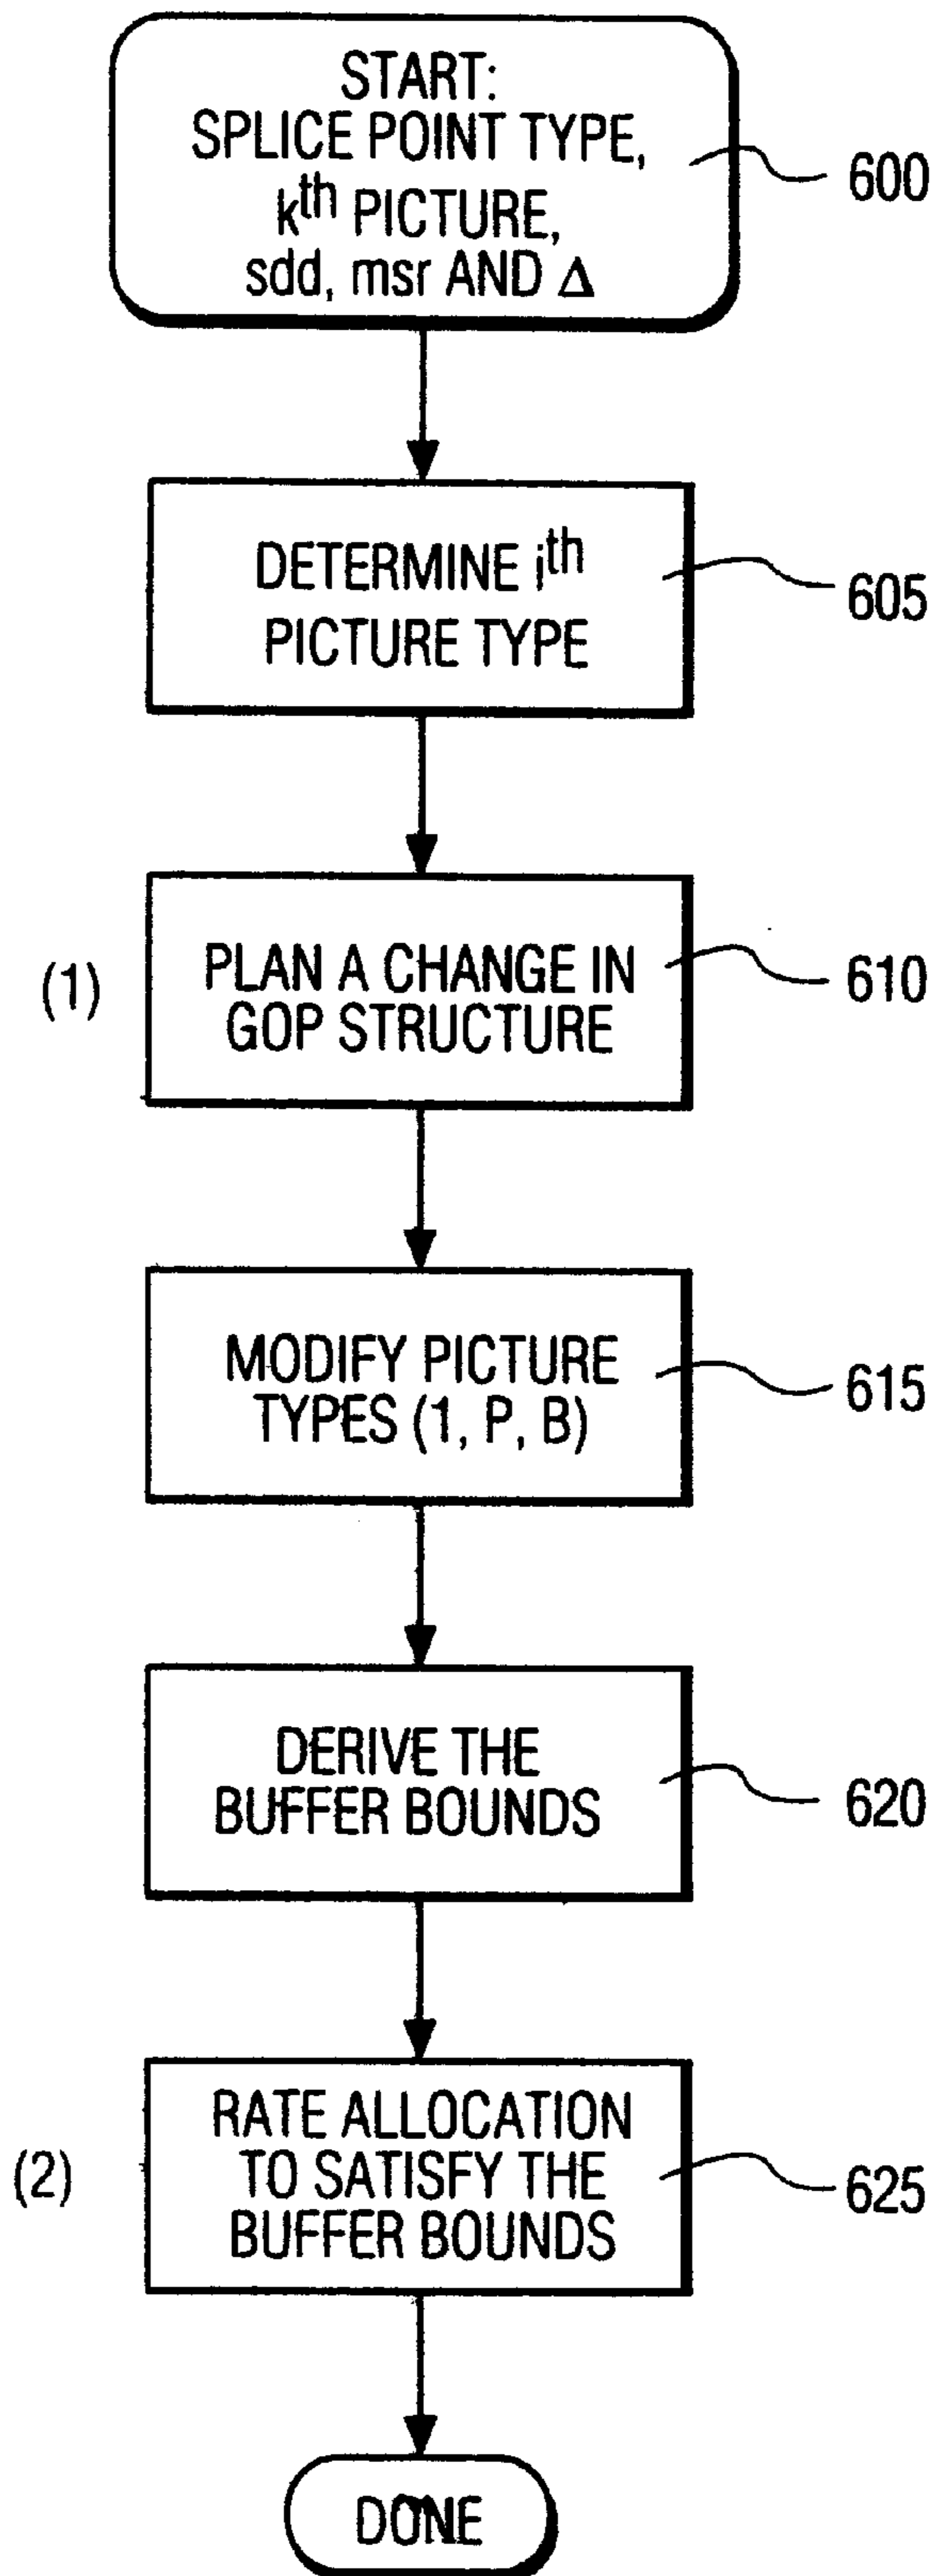 START:
SPLICE POINT TYPE,
kth PICTURE,
sdd, msr AND Δ
600
DETERMINE ith
PICTURE TYPE
605
(1)
PLAN A CHANGE IN
GOP STRUCTURE
610
MODIFY PICTURE
TYPES (1, P, B)
615
DERIVE THE
BUFFER BOUNDS
620
(2)
RATE ALLOCATION
TO SATISFY THE
BUFFER BOUNDS
625
DONE